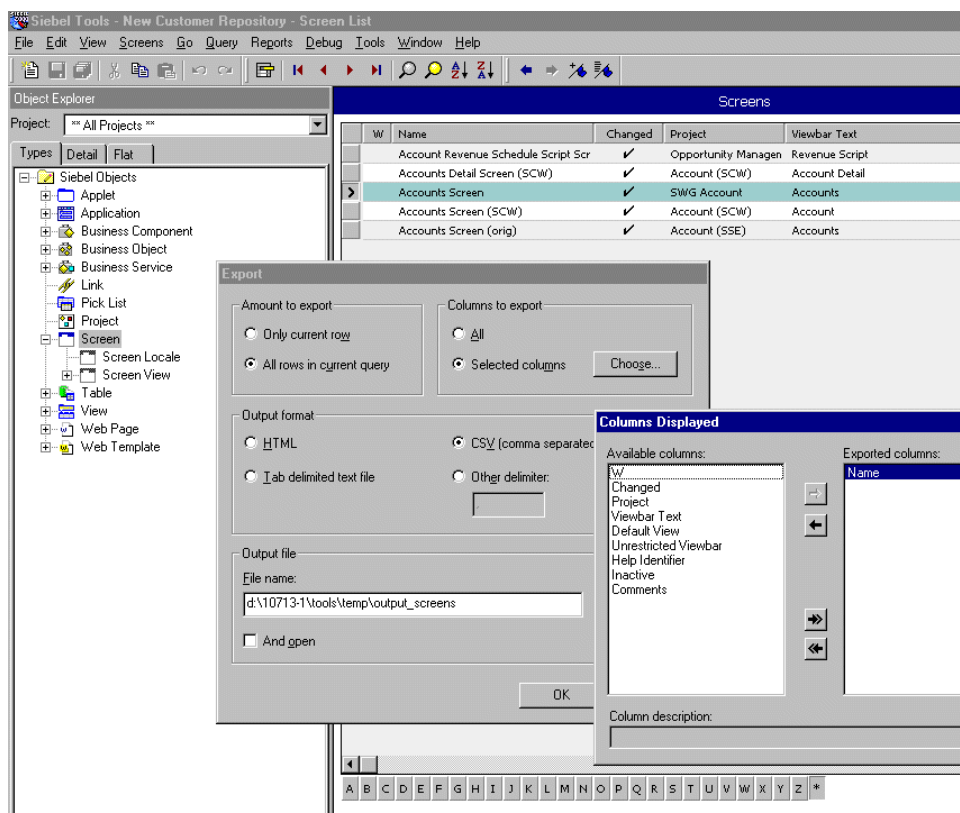 Siebel Tools - New Customer Repository - Screen List
File Edit View Screens Go Query Reports Debug Tools Window Help
Object Explorer
Project: ** All Projects **
Types Detail Flat
Siebel Objects
Applet
Application
Business Component
Business Object
Business Service
Link
Pick List
Project
Screen
Screen Locale
Screen View
Table
View
Web Page
Web Template
Screens
W Name Changed Project Viewbar Text
Account Revenue Schedule Script Scr ✔ Opportunity Managen Revenue Script
Accounts Detail Screen (SCW) ✔ Account (SCW) Account Detail
Accounts Screen ✔ SWG Account Accounts
Accounts Screen (SCW) ✔ Account (SCW) Account
Accounts Screen (orig) ✔ Account (SSE) Accounts
Export
Amount to export
Only current row
All rows in current query
Columns to export
All
Selected columns Choose...
Output format
HTML
CSV (comma separated
Tab delimited text file
Other delimiter:
,
Output file
File name:
d:\10713-1\tools\temp\output_screens
And open
OK
Columns Displayed
Available columns:
W
Changed
Project
Viewbar Text
Default View
Unrestricted Viewbar
Help Identifier
Inactive
Comments
Exported columns:
Name
Column description:
A B C D E F G H I J K L M N O P Q R S T U V W X Y Z *